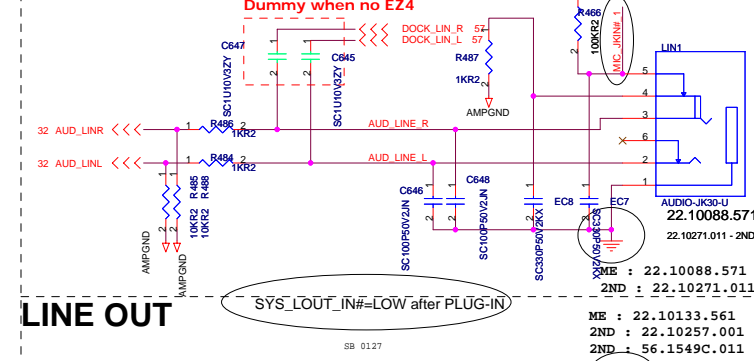 Dummy when no EZ4
DOCK_LIN_R 57
DOCK_LIN_L 57
C647
SC1U10V3ZY
C645
SC1U10V3ZY
R487
1KR2
AMPGND
R466
100KR2
MIC_JKIN#_1
LIN1
5
4
3
6
2
1
AUDIO-JK30-U
22.10088.571
22.10271.011 - 2ND
32 AUD_LINR
R486
1KR2
AUD_LINE_R
32 AUD_LINL
R484
1KR2
AUD_LINE_L
R485
10KR2
R488
10KR2
AMPGND
AMPGND
C646
SC100P50V2JN
C648
SC100P50V2JN
EC8
SC330P50V2KX
EC7
SC330P50V2KX
ME : 22.10088.571
2ND : 22.10271.011
LINE OUT
SYS_LOUT_IN#=LOW after PLUG-IN
SB 0127
ME : 22.10133.561
2ND : 22.10257.001
2ND : 56.1549C.011